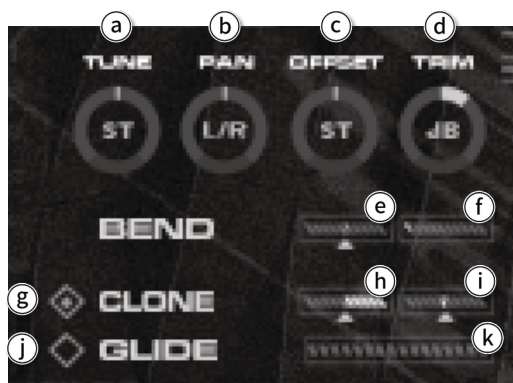 a b c d
TUNE PAN OFFSET TRIM
ST L/R ST dB
e f
BEND
g h i
CLONE
j k
GLIDE